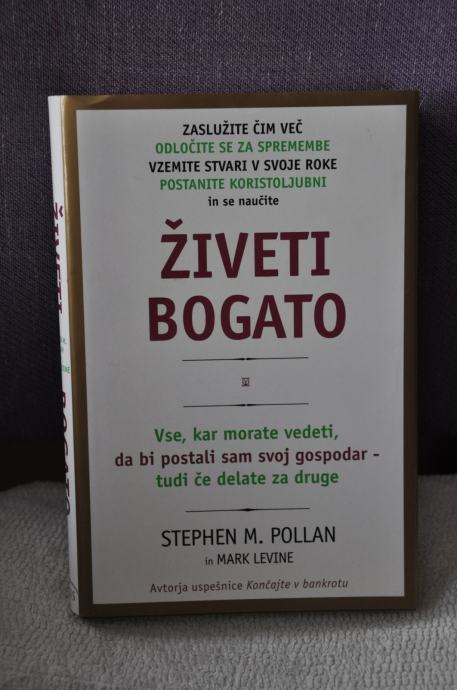 ZASLUŽITE ČIM VEČ
ODLOČITE SE ZA SPREMEMBE
VZEMITE STVARI V SVOJE ROKE
POSTANITE KORISTOLJUBNI
in se naučite
ŽIVETI
BOGATO
Vse, kar morate vedeti,
da bi postali sam svoj gospodar -
tudi če delate za druge
STEPHEN M. POLLAN
in MARK LEVINE
Avtorja uspešnice Končajte v bankrotu
ŽIVETI
BOGATO